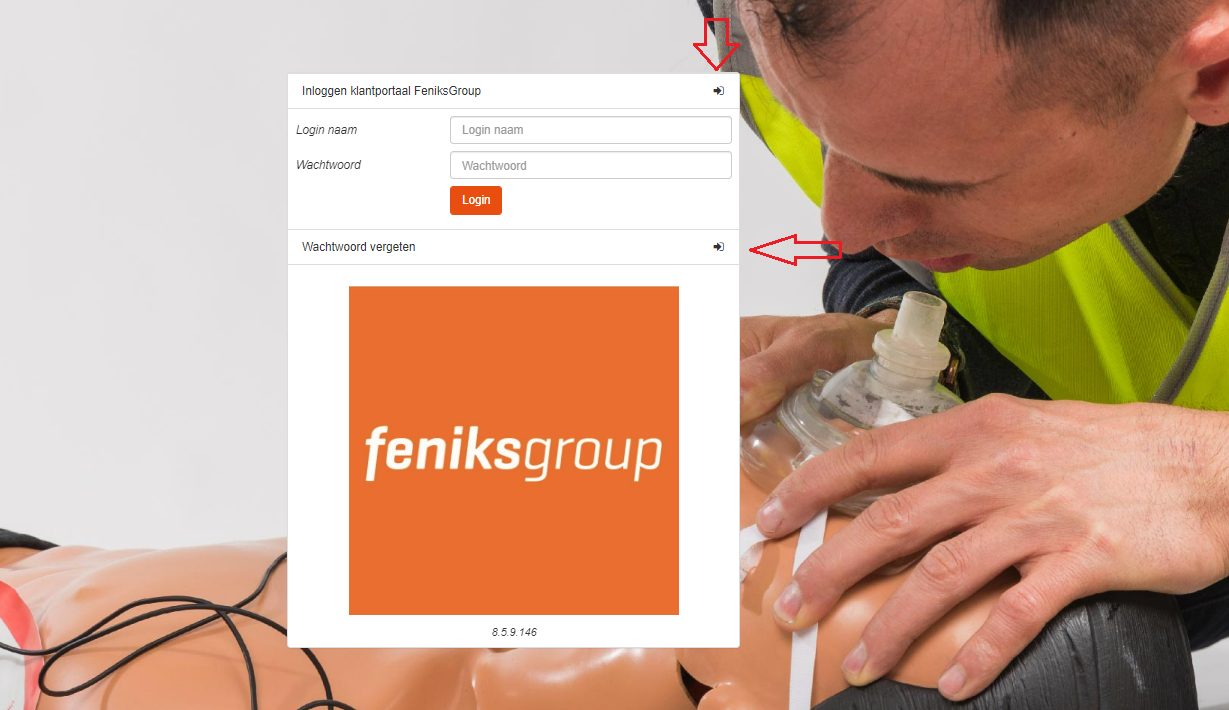 Inloggen klantportaal FeniksGroup
Login naam
Login naam
Wachtwoord
Wachtwoord
Login
Wachtwoord vergeten
feniksgroup
8.5.9.146